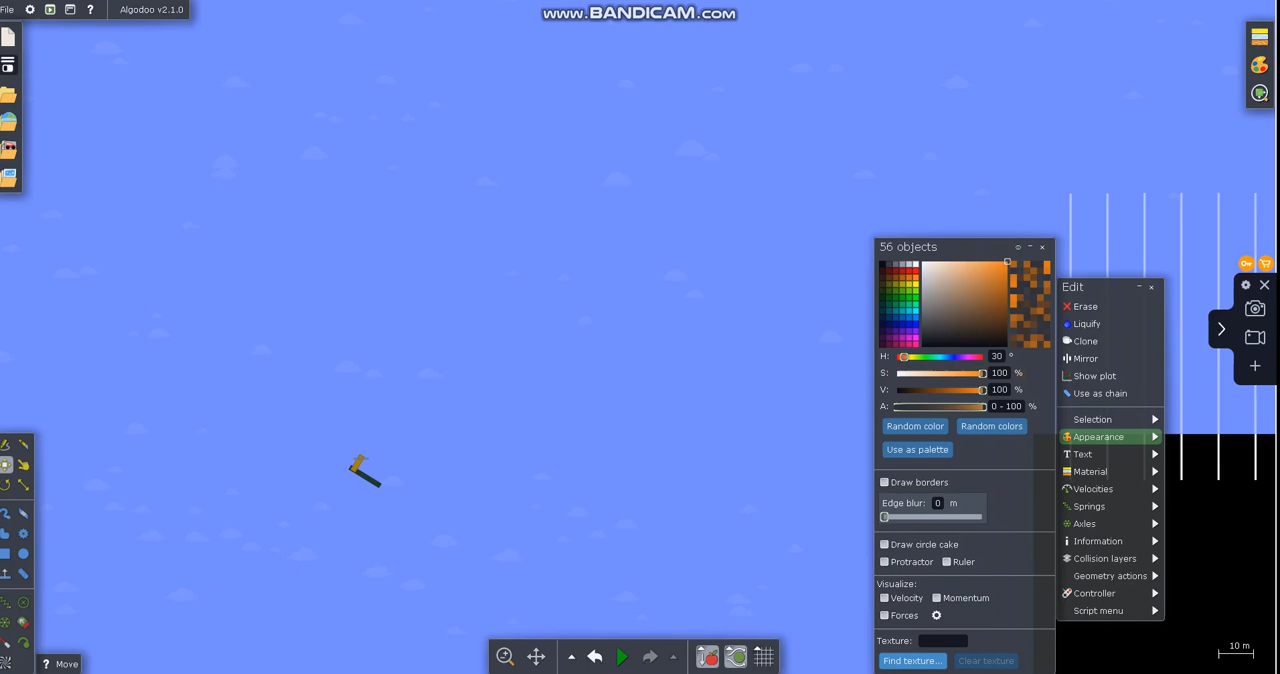 File
?
Algodoo v2.1.0
www.BANDICAM.com
56 objects
H: 30 °
S: 100 %
V: 100 %
A: 0 - 100 %
Random color
Random colors
Use as palette
Draw borders
Edge blur: 0 m
Draw circle cake
Protractor
Ruler
Visualize:
Velocity
Momentum
Forces
Texture:
Find texture...
Clear texture
Edit
Erase
Liquify
Clone
Mirror
Show plot
Use as chain
Selection
Appearance
T Text
Material
Velocities
Springs
Axles
Information
Collision layers
Geometry actions
Controller
Script menu
? Move
10 m